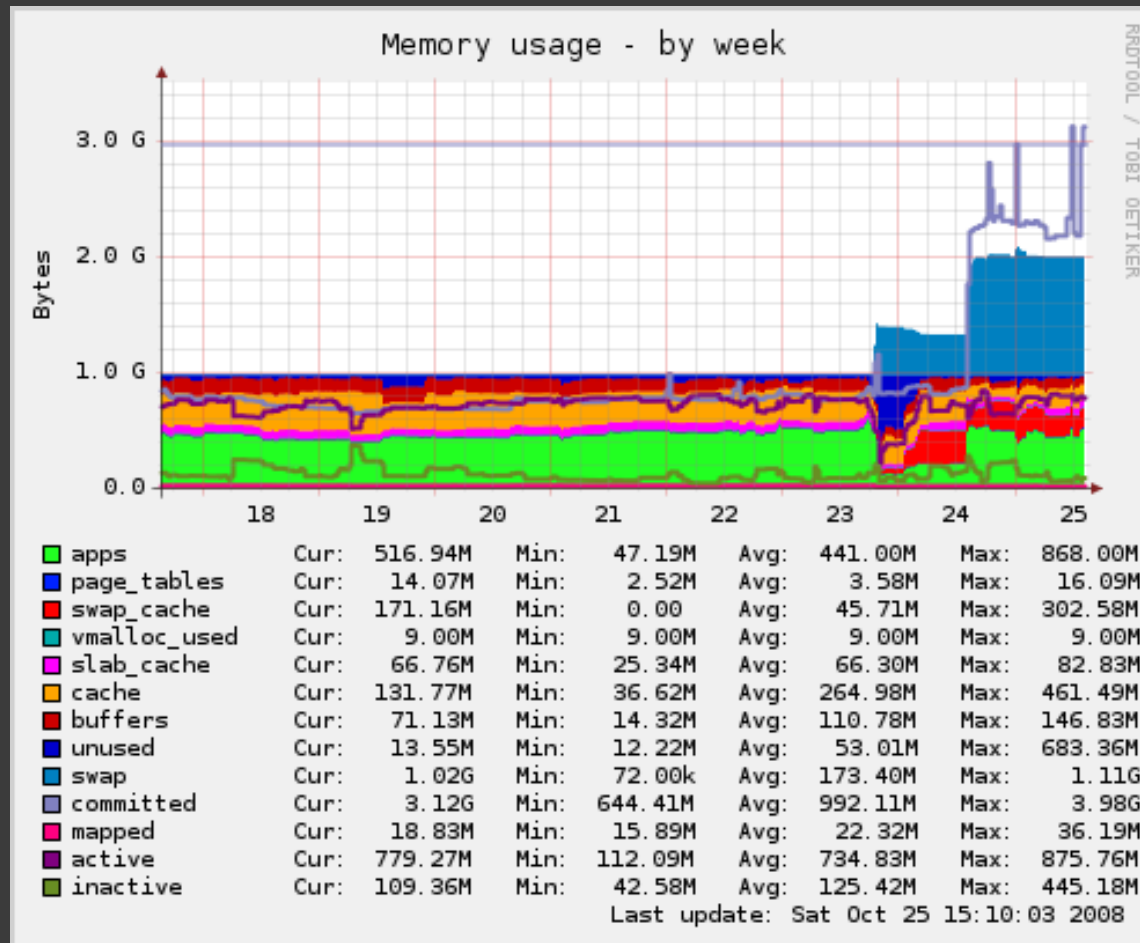 Memory usage - by week
RRDTOOL / TOBI OETIKER
Bytes
3.0 G
2.0 G
1.0 G
0.0
18 19 20 21 22 23 24 25
apps Cur: 516.94M Min: 47.19M Avg: 441.00M Max: 868.00M
page_tables Cur: 14.07M Min: 2.52M Avg: 3.58M Max: 16.09M
swap_cache Cur: 171.16M Min: 0.00 Avg: 45.71M Max: 302.58M
vmalloc_used Cur: 9.00M Min: 9.00M Avg: 9.00M Max: 9.00M
slab_cache Cur: 66.76M Min: 25.34M Avg: 66.30M Max: 82.83M
cache Cur: 131.77M Min: 36.62M Avg: 264.98M Max: 461.49M
buffers Cur: 71.13M Min: 14.32M Avg: 110.78M Max: 146.83M
unused Cur: 13.55M Min: 12.22M Avg: 53.01M Max: 683.36M
swap Cur: 1.02G Min: 72.00k Avg: 173.40M Max: 1.11G
committed Cur: 3.12G Min: 644.41M Avg: 992.11M Max: 3.98G
mapped Cur: 18.83M Min: 15.89M Avg: 22.32M Max: 36.19M
active Cur: 779.27M Min: 112.09M Avg: 734.83M Max: 875.76M
inactive Cur: 109.36M Min: 42.58M Avg: 125.42M Max: 445.18M
Last update: Sat Oct 25 15:10:03 2008